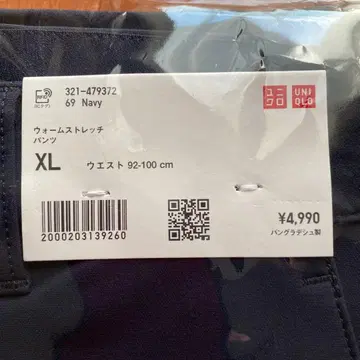 321-479372
69 Navy
ユニクロ
UNIQLO
ウォームストレッチ
パンツ
XL ウエスト 92-100 cm
2000203139260
¥4,990
バングラデシュ製